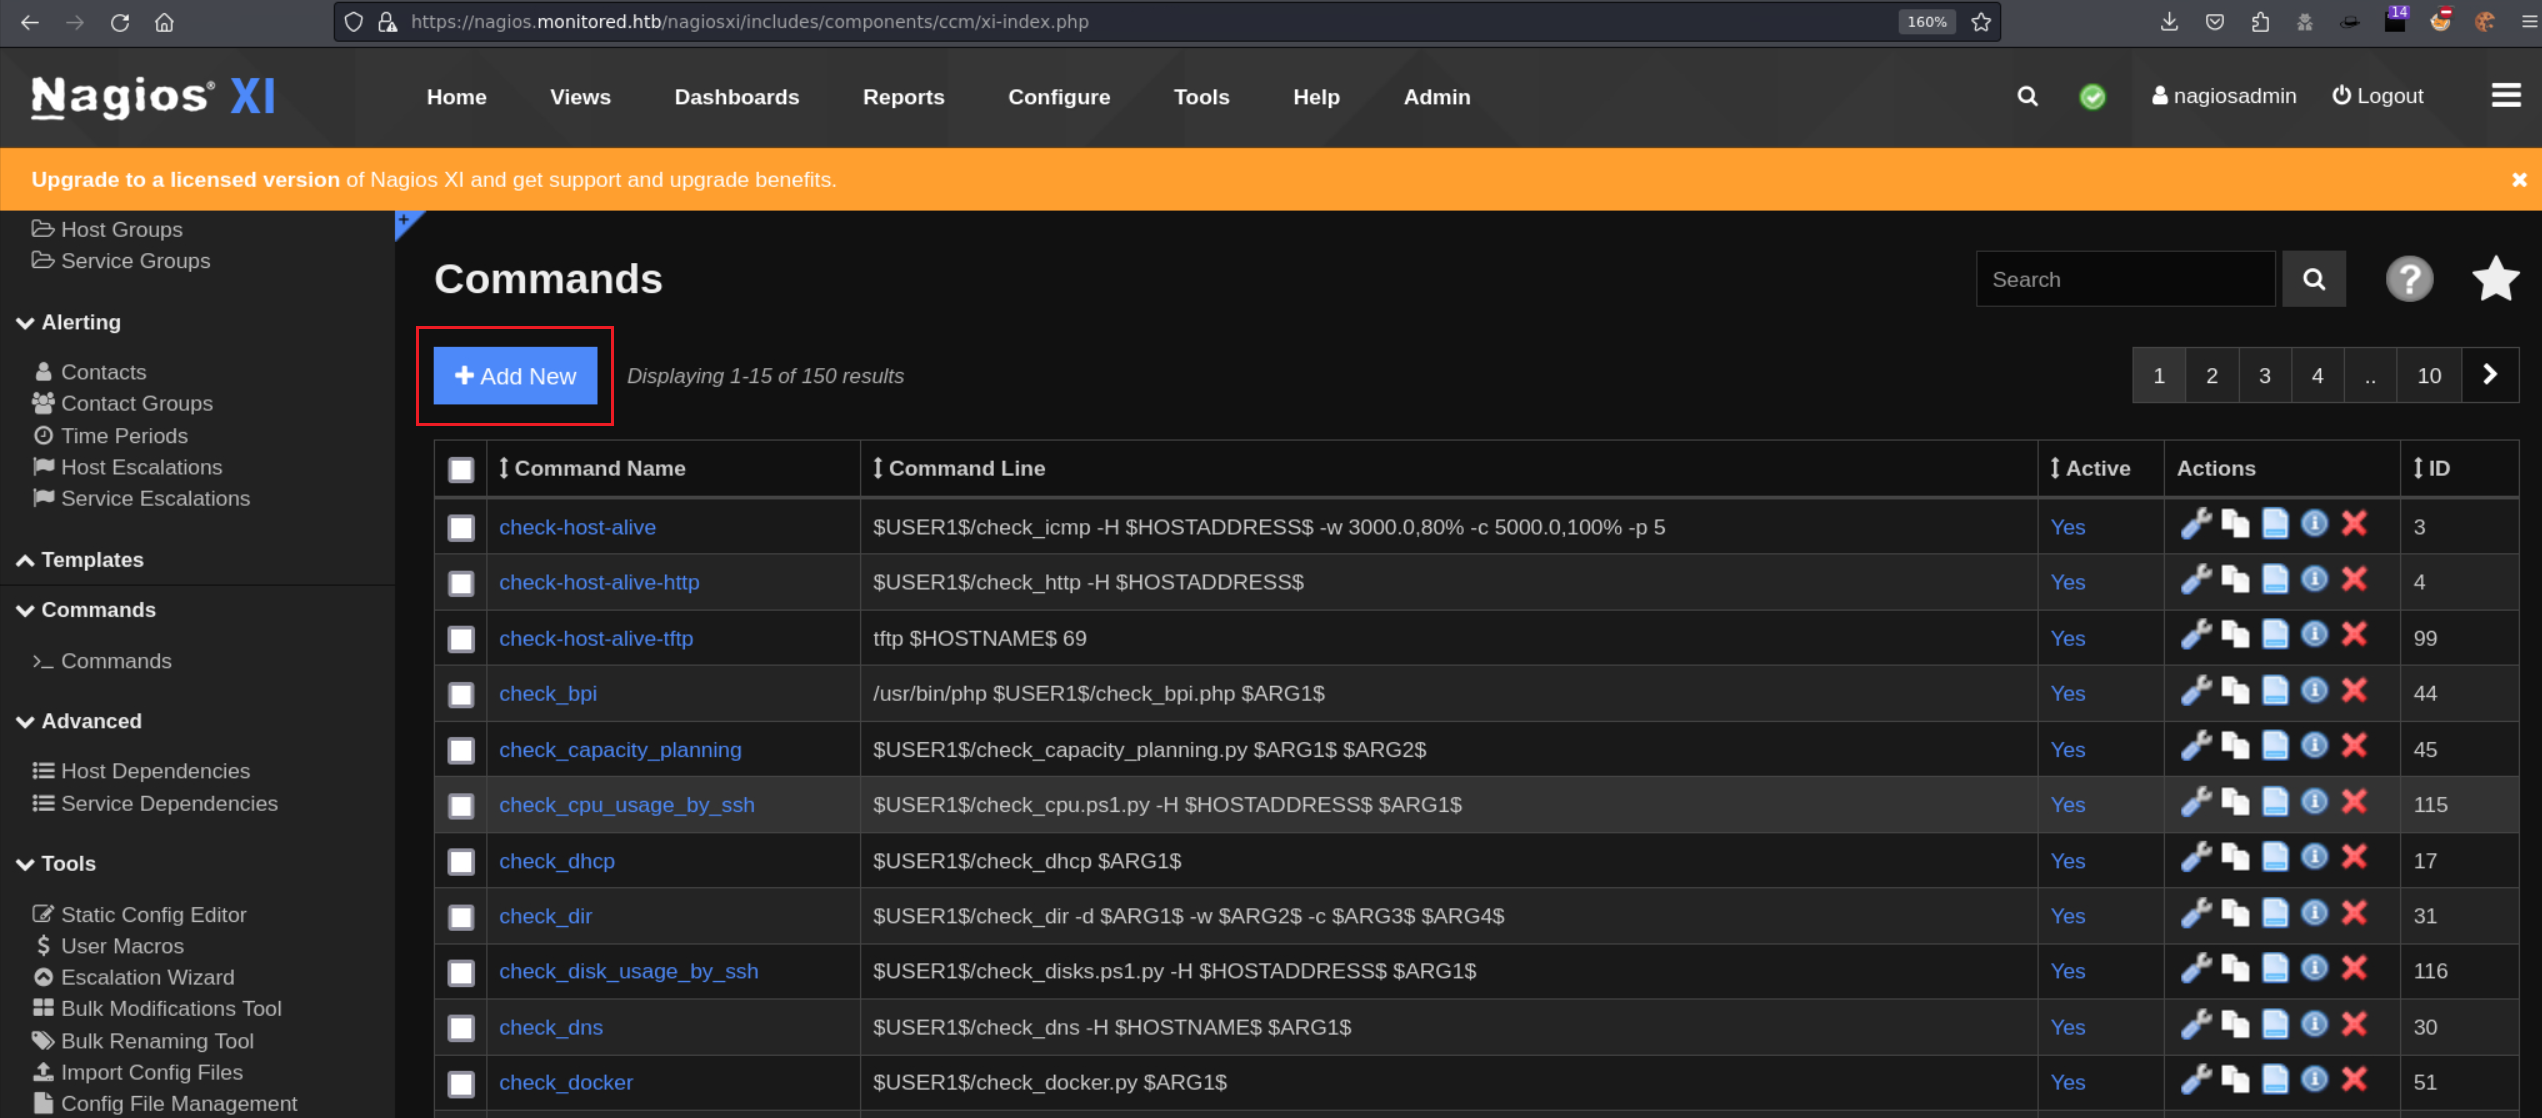 https://nagios.monitored.htb/nagiosxi/includes/components/ccm/xi-index.php 160% 14
Nagios® XI Home Views Dashboards Reports Configure Tools Help Admin nagiosadmin Logout
Upgrade to a licensed version of Nagios XI and get support and upgrade benefits.
Host Groups
Service Groups
Alerting
Contacts
Contact Groups
Time Periods
Host Escalations
Service Escalations
Templates
Commands
>_ Commands
Advanced
Host Dependencies
Service Dependencies
Tools
Static Config Editor
$ User Macros
Escalation Wizard
Bulk Modifications Tool
Bulk Renaming Tool
Import Config Files
Config File Management
Commands Search ?
+ Add New Displaying 1-15 of 150 results 1 2 3 4 .. 10
Command Name Command Line Active Actions ID
check-host-alive $USER1$/check_icmp -H $HOSTADDRESS$ -w 3000.0,80% -c 5000.0,100% -p 5 Yes 3
check-host-alive-http $USER1$/check_http -H $HOSTADDRESS$ Yes 4
check-host-alive-tftp tftp $HOSTNAME$ 69 Yes 99
check_bpi /usr/bin/php $USER1$/check_bpi.php $ARG1$ Yes 44
check_capacity_planning $USER1$/check_capacity_planning.py $ARG1$ $ARG2$ Yes 45
check_cpu_usage_by_ssh $USER1$/check_cpu.ps1.py -H $HOSTADDRESS$ $ARG1$ Yes 115
check_dhcp $USER1$/check_dhcp $ARG1$ Yes 17
check_dir $USER1$/check_dir -d $ARG1$ -w $ARG2$ -c $ARG3$ $ARG4$ Yes 31
check_disk_usage_by_ssh $USER1$/check_disks.ps1.py -H $HOSTADDRESS$ $ARG1$ Yes 116
check_dns $USER1$/check_dns -H $HOSTNAME$ $ARG1$ Yes 30
check_docker $USER1$/check_docker.py $ARG1$ Yes 51